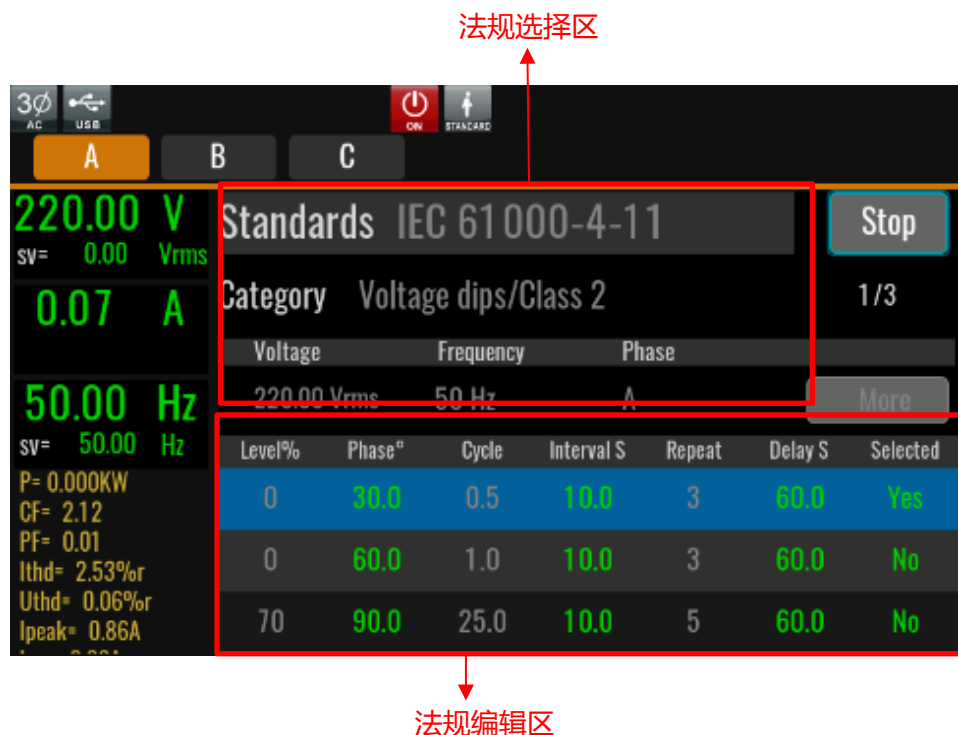 法规选择区
3Ø
AC USB ON STANDARD
A B C
220.00 V
sv= 0.00 Vrms
0.07 A
50.00 Hz
sv= 50.00 Hz
P= 0.000KW
CF= 2.12
PF= 0.01
Ithd= 2.53%r
Uthd= 0.06%r
Ipeak= 0.86A
Standards IEC 61000-4-11 Stop
Category Voltage dips/Class 2 1/3
Voltage Frequency Phase
220.00 Vrms 50 Hz A More
Level% Phase° Cycle Interval S Repeat Delay S Selected
0 30.0 0.5 10.0 3 60.0 Yes
0 60.0 1.0 10.0 3 60.0 No
70 90.0 25.0 10.0 5 60.0 No
法规编辑区